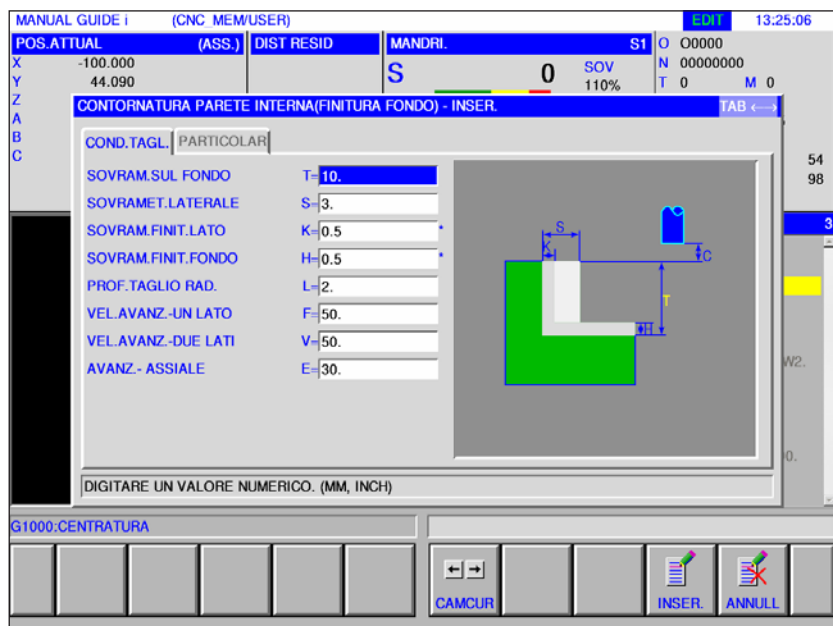 MANUAL GUIDE i (CNC MEM/USER) EDIT 13:25:06
POS.ATTUAL (ASS.) DIST RESID MANDRI. S1 O O0000
X -100.000 N 00000000
Y 44.090 S 0 SOV 110% T 0 M 0
Z
A
B
C
54
98
3
CONTORNATURA PARETE INTERNA(FINITURA FONDO) - INSER. TAB ←→
COND.TAGL. PARTICOLAR
SOVRAM.SUL FONDO T=10.
SOVRAMET.LATERALE S=3.
SOVRAM.FINIT.LATO K=0.5 *
SOVRAM.FINIT.FONDO H=0.5 *
PROF.TAGLIO RAD. L=2.
VEL.AVANZ-UN LATO F=50.
VEL.AVANZ-DUE LATI V=50.
AVANZ.- ASSIALE E=30.
S
K
C
T
H
W2.
00.
DIGITARE UN VALORE NUMERICO. (MM, INCH)
G1000:CENTRATURA
CAMCUR INSER. ANNULL